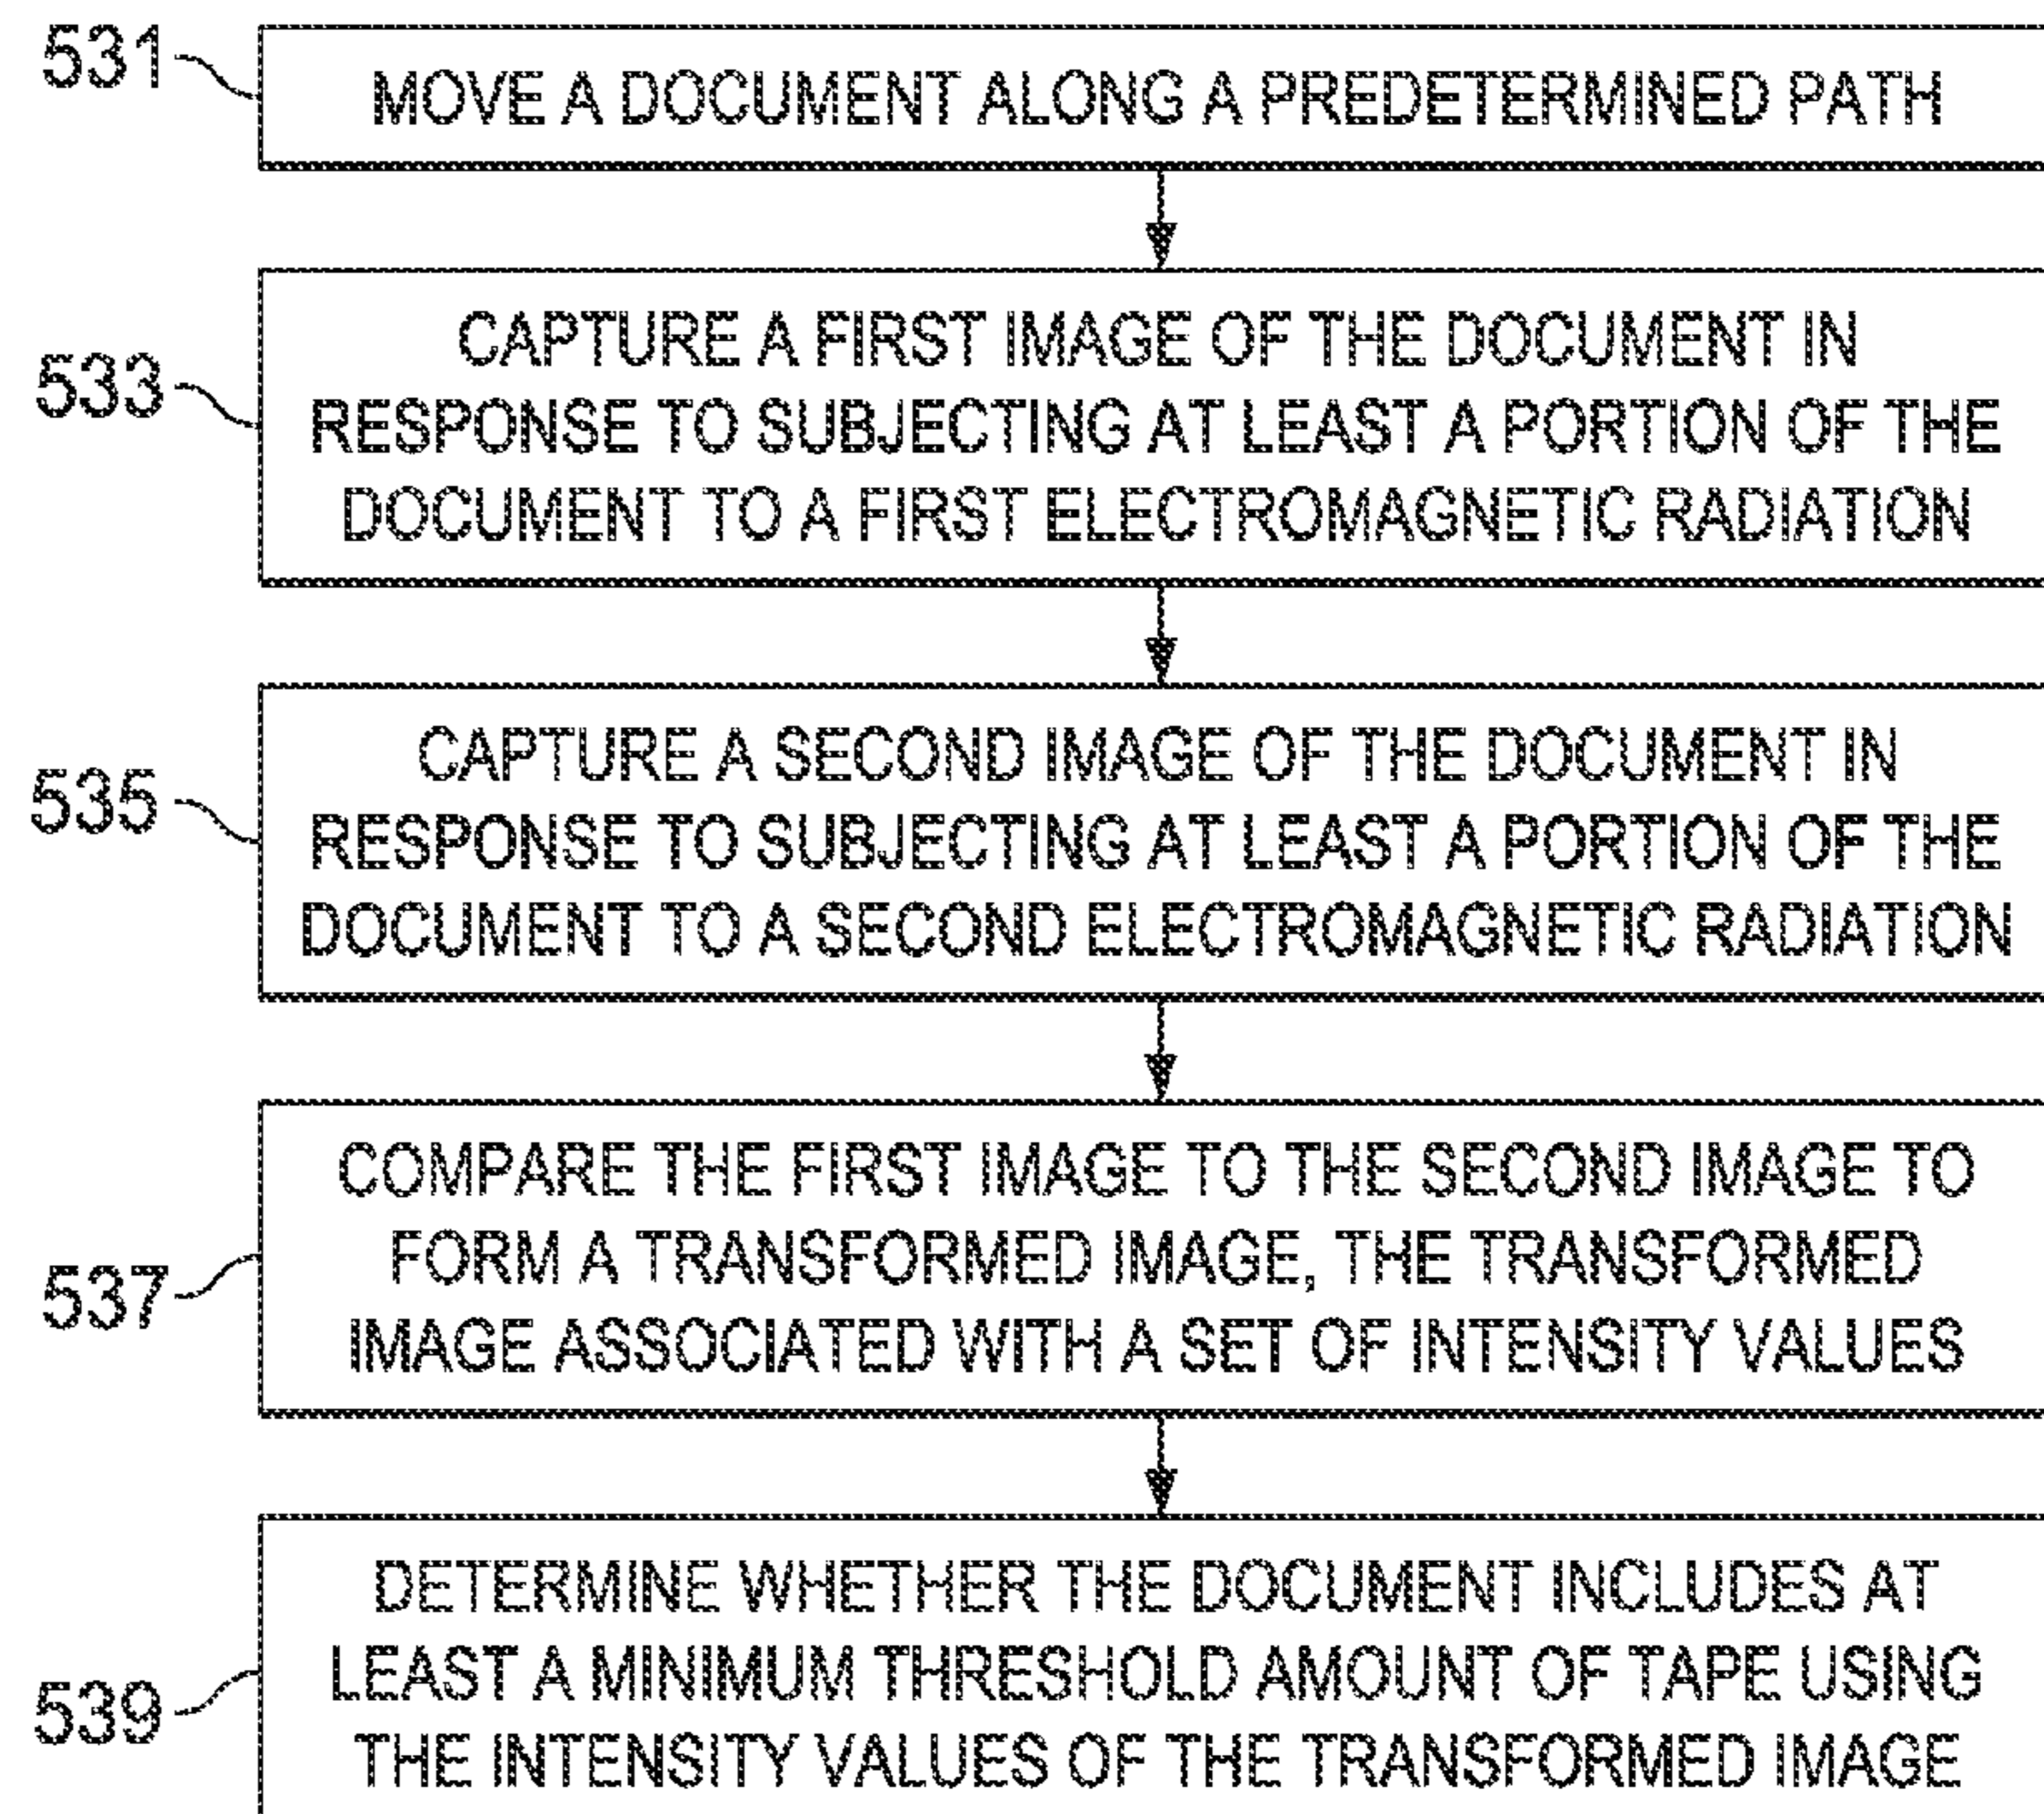 531
MOVE A DOCUMENT ALONG A PREDETERMINED PATH
533
CAPTURE A FIRST IMAGE OF THE DOCUMENT IN
RESPONSE TO SUBJECTING AT LEAST A PORTION OF THE
DOCUMENT TO A FIRST ELECTROMAGNETIC RADIATION
535
CAPTURE A SECOND IMAGE OF THE DOCUMENT IN
RESPONSE TO SUBJECTING AT LEAST A PORTION OF THE
DOCUMENT TO A SECOND ELECTROMAGNETIC RADIATION
537
COMPARE THE FIRST IMAGE TO THE SECOND IMAGE TO
FORM A TRANSFORMED IMAGE, THE TRANSFORMED
IMAGE ASSOCIATED WITH A SET OF INTENSITY VALUES
539
DETERMINE WHETHER THE DOCUMENT INCLUDES AT
LEAST A MINIMUM THRESHOLD AMOUNT OF TAPE USING
THE INTENSITY VALUES OF THE TRANSFORMED IMAGE